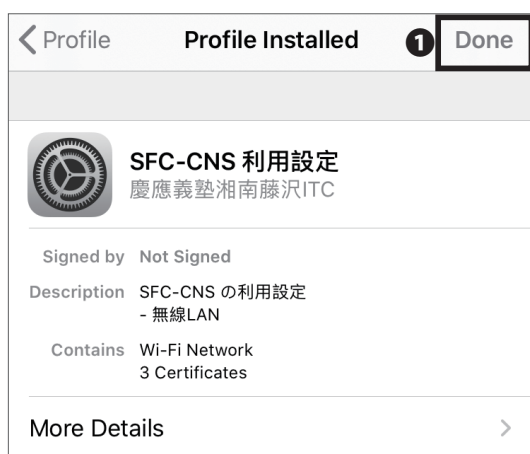 Profile Profile Installed ❶ Done
SFC-CNS 利用設定
慶應義塾湘南藤沢ITC
Signed by Not Signed
Description SFC-CNS の利用設定
- 無線LAN
Contains Wi-Fi Network
3 Certificates
More Details